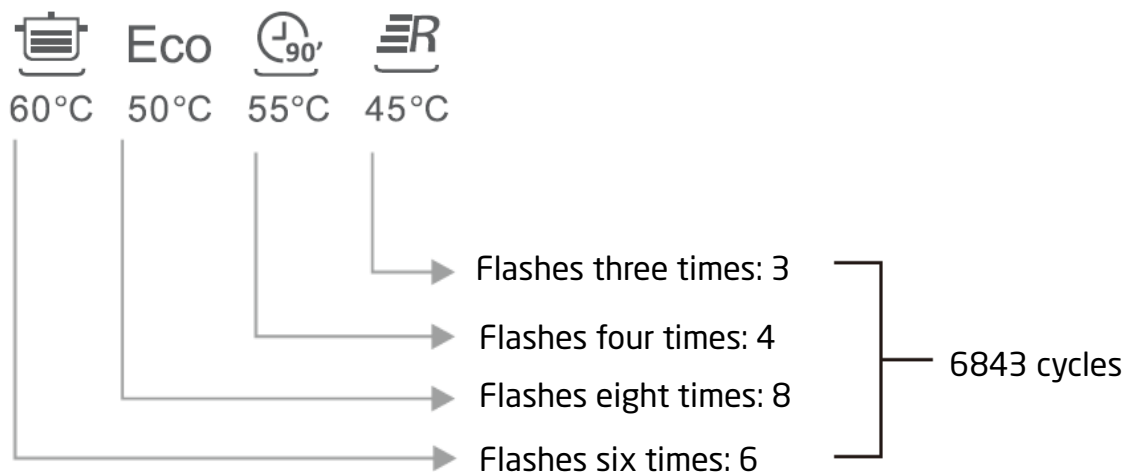 Eco 90' R
60°C 50°C 55°C 45°C
Flashes three times: 3
Flashes four times: 4
Flashes eight times: 8
Flashes six times: 6
6843 cycles